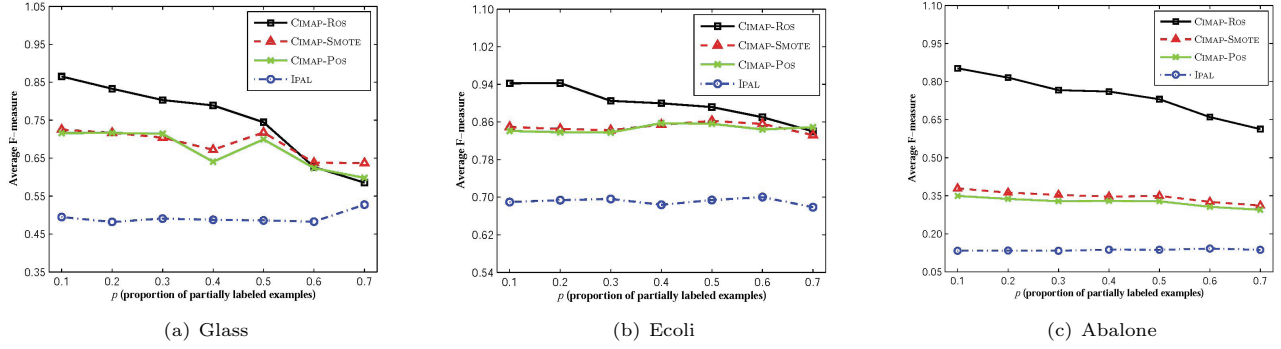 1.05
0.95
0.85
0.75
0.65
0.55
0.45
0.35
Average F-measure
CIMAP-ROS
CIMAP-SMOTE
CIMAP-POS
IPAL
0.1 0.2 0.3 0.4 0.5 0.6 0.7
p (proportion of partially labeled examples)
(a) Glass
1.10
1.02
0.94
0.86
0.78
0.70
0.62
0.54
Average F-measure
CIMAP-ROS
CIMAP-SMOTE
CIMAP-POS
IPAL
0.1 0.2 0.3 0.4 0.5 0.6 0.7
p (proportion of partially labeled examples)
(b) Ecoli
1.10
0.95
0.80
0.65
0.50
0.35
0.20
0.05
Average F-measure
CIMAP-ROS
CIMAP-SMOTE
CIMAP-POS
IPAL
0.1 0.2 0.3 0.4 0.5 0.6 0.7
p (proportion of partially labeled examples)
(c) Abalone